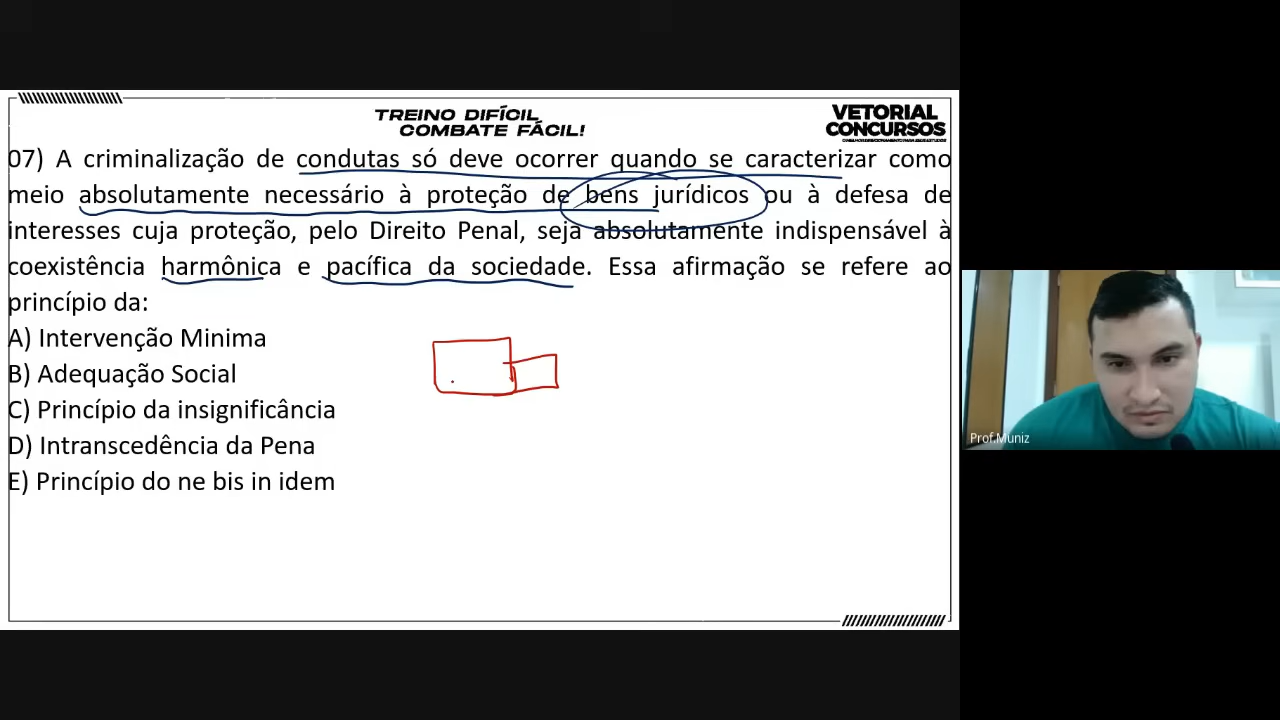 TREINO DIFÍCIL
COMBATE FÁCIL!
VETORIAL
CONCURSOS
07) A criminalização de condutas só deve ocorrer quando se caracterizar como
meio absolutamente necessário à proteção de bens jurídicos ou à defesa de
interesses cuja proteção, pelo Direito Penal, seja absolutamente indispensável à
coexistência harmônica e pacífica da sociedade. Essa afirmação se refere ao
princípio da:
A) Intervenção Minima
B) Adequação Social
C) Princípio da insignificância
D) Intranscedência da Pena
E) Princípio do ne bis in idem
Prof.Muniz